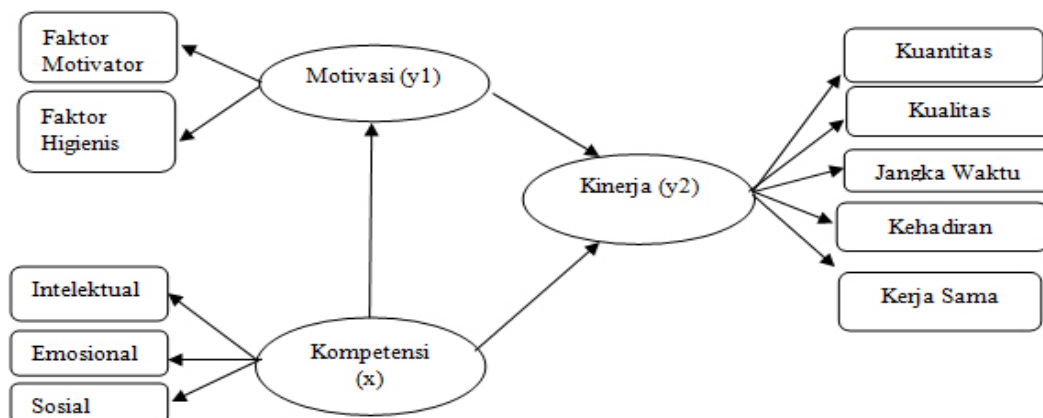 Faktor
Motivator
Faktor
Higienis
Motivasi (y1)
Kinerja (y2)
Kuantitas
Kualitas
Jangka Waktu
Kehadiran
Kerja Sama
Intelektual
Emosional
Sosial
Kompetensi
(x)